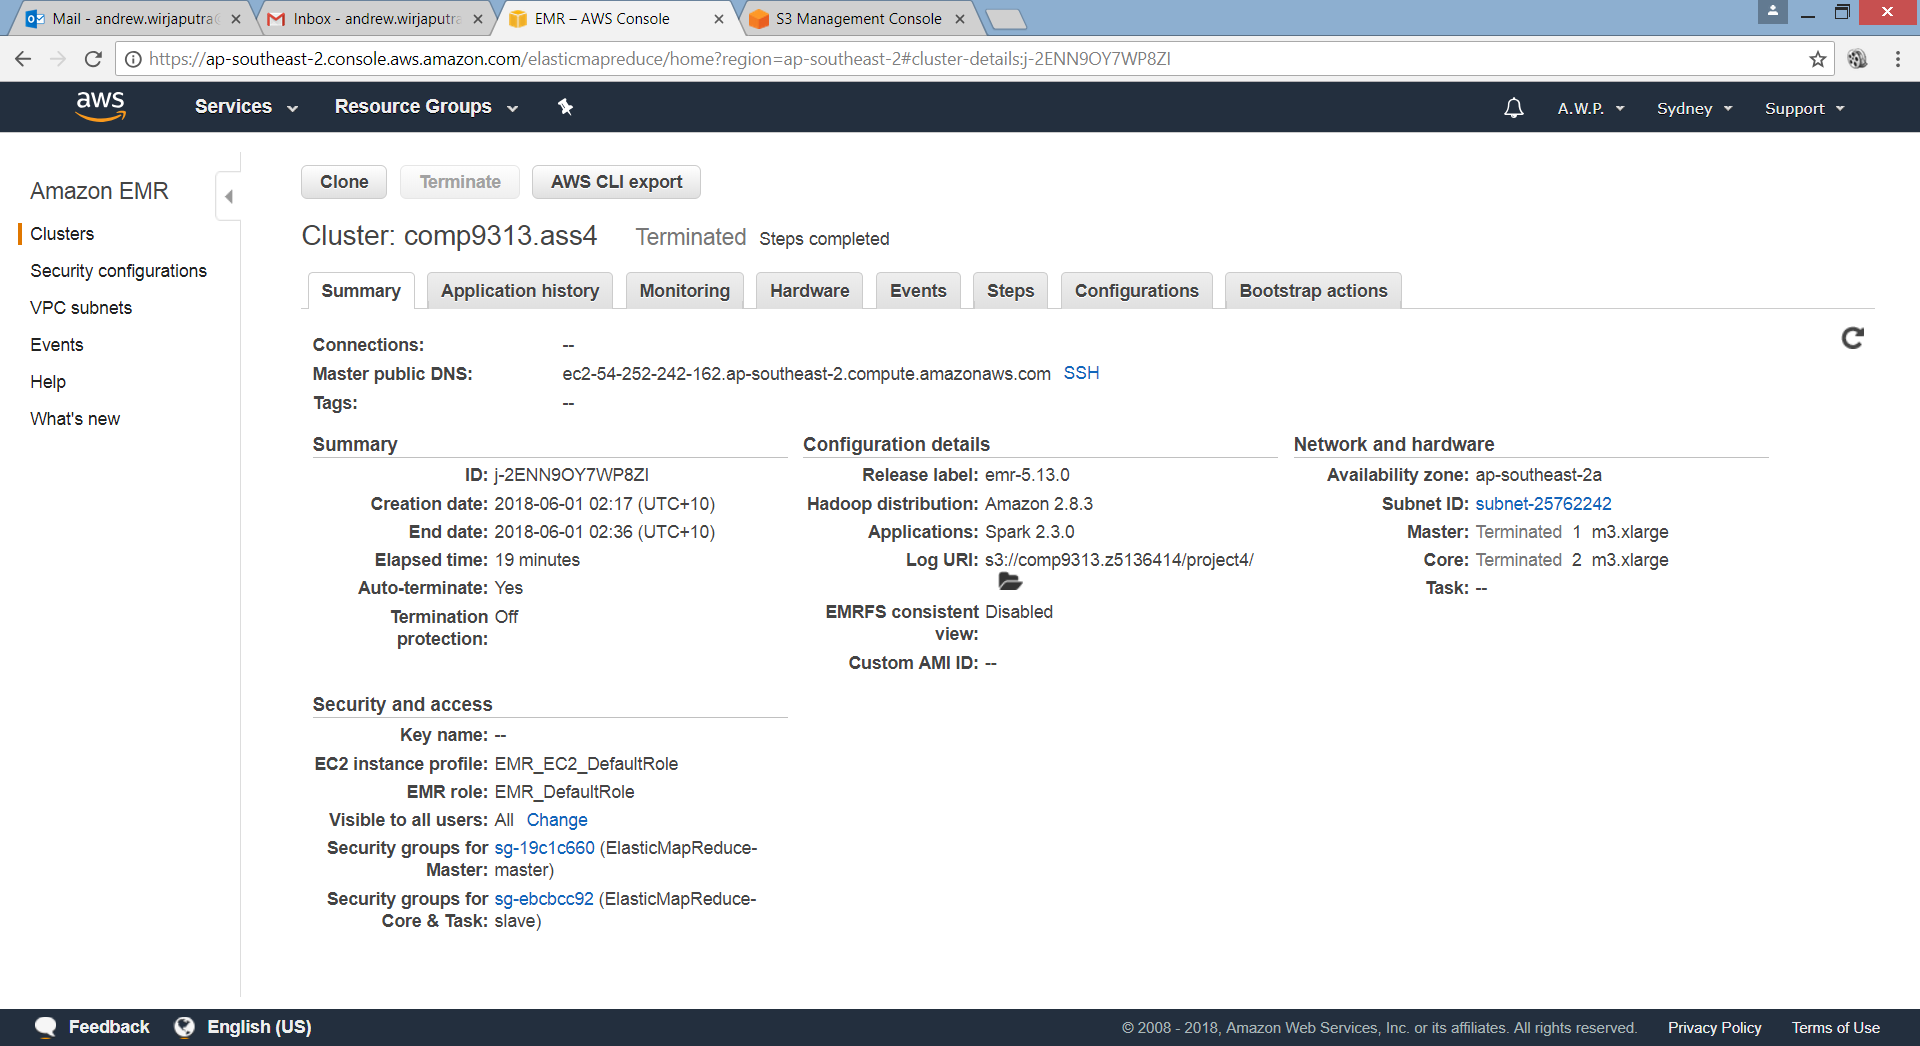 Mail - andrew.wirjaputra@
Inbox - andrew.wirjaputra
EMR – AWS Console
S3 Management Console
https://ap-southeast-2.console.aws.amazon.com/elasticmapreduce/home?region=ap-southeast-2#cluster-details:j-2ENN9OY7WP8ZI
aws
Services
Resource Groups
A.W.P.
Sydney
Support
Amazon EMR
Clusters
Security configurations
VPC subnets
Events
Help
What's new
Clone
Terminate
AWS CLI export
Cluster: comp9313.ass4 Terminated Steps completed
Summary
Application history
Monitoring
Hardware
Events
Steps
Configurations
Bootstrap actions
Connections: --
Master public DNS: ec2-54-252-242-162.ap-southeast-2.compute.amazonaws.com SSH
Tags: --
Summary
ID: j-2ENN9OY7WP8ZI
Creation date: 2018-06-01 02:17 (UTC+10)
End date: 2018-06-01 02:36 (UTC+10)
Elapsed time: 19 minutes
Auto-terminate: Yes
Termination Off
protection:
Configuration details
Release label: emr-5.13.0
Hadoop distribution: Amazon 2.8.3
Applications: Spark 2.3.0
Log URI: s3://comp9313.z5136414/project4/
EMRFS consistent Disabled
view:
Custom AMI ID: --
Network and hardware
Availability zone: ap-southeast-2a
Subnet ID: subnet-25762242
Master: Terminated 1 m3.xlarge
Core: Terminated 2 m3.xlarge
Task: --
Security and access
Key name: --
EC2 instance profile: EMR_EC2_DefaultRole
EMR role: EMR_DefaultRole
Visible to all users: All Change
Security groups for sg-19c1c660 (ElasticMapReduce-
Master: master)
Security groups for sg-ebcbcc92 (ElasticMapReduce-
Core & Task: slave)
Feedback
English (US)
© 2008 - 2018, Amazon Web Services, Inc. or its affiliates. All rights reserved.
Privacy Policy
Terms of Use